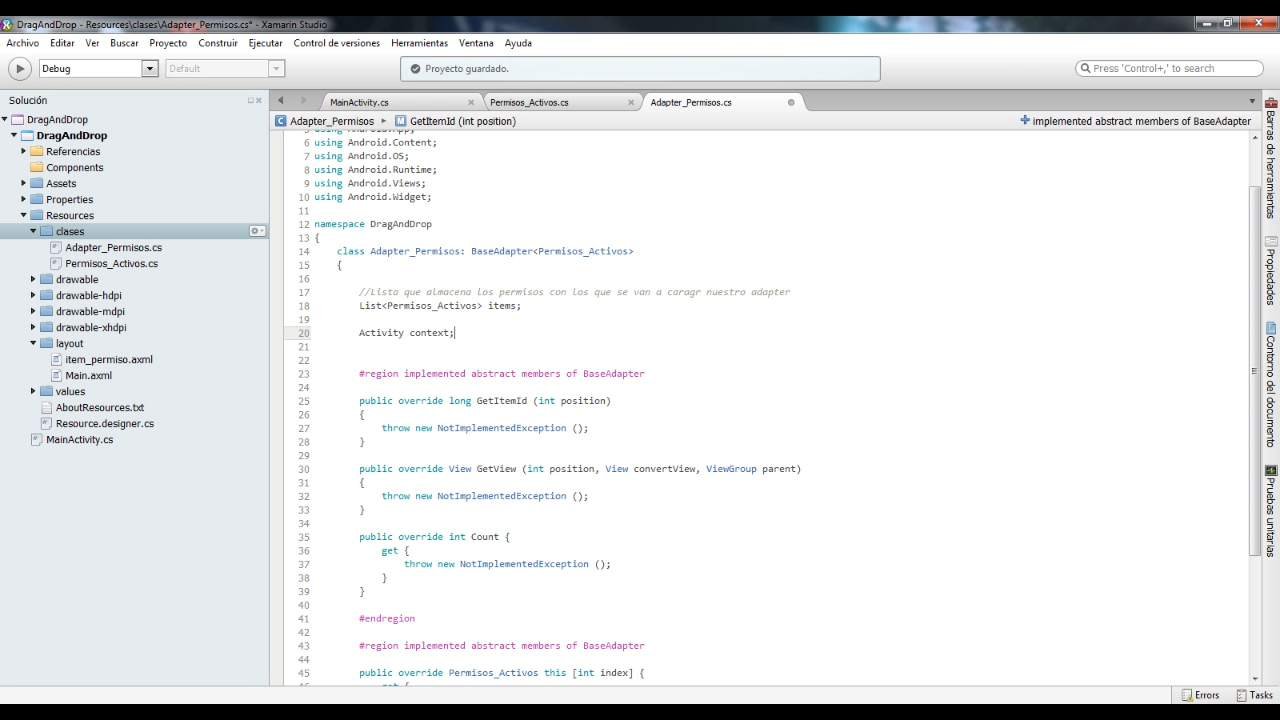 DragAndDrop - Resources\clases\Adapter_Permisos.cs* - Xamarin Studio
Archivo Editar Ver Buscar Proyecto Construir Ejecutar Control de versiones Herramientas Ventana Ayuda
Debug Default Proyecto guardado. Press 'Control+,' to search
Solución
DragAndDrop
DragAndDrop
Referencias
Components
Assets
Properties
Resources
clases
Adapter_Permisos.cs
Permisos_Activos.cs
drawable
drawable-hdpi
drawable-mdpi
drawable-xhdpi
layout
item_permiso.axml
Main.axml
values
AboutResources.txt
Resource.designer.cs
MainActivity.cs
MainActivity.cs Permisos_Activos.cs Adapter_Permisos.cs
Adapter_Permisos GetItemId (int position) implemented abstract members of BaseAdapter
5 using Android.App;
6 using Android.Content;
7 using Android.OS;
8 using Android.Runtime;
9 using Android.Views;
10 using Android.Widget;
11
12 namespace DragAndDrop
13 {
14 class Adapter_Permisos: BaseAdapter<Permisos_Activos>
15 {
16
17 //Lista que almacena los permisos con los que se van a caragr nuestro adapter
18 List<Permisos_Activos> items;
19
20 Activity context;
21
22
23 #region implemented abstract members of BaseAdapter
24
25 public override long GetItemId (int position)
26 {
27 throw new NotImplementedException ();
28 }
29
30 public override View GetView (int position, View convertView, ViewGroup parent)
31 {
32 throw new NotImplementedException ();
33 }
34
35 public override int Count {
36 get {
37 throw new NotImplementedException ();
38 }
39 }
40
41 #endregion
42
43 #region implemented abstract members of BaseAdapter
44
45 public override Permisos_Activos this [int index] {
46 get {
Barras de herramientas
Propiedades
Contorno del documento
Pruebas unitarias
Errors Tasks